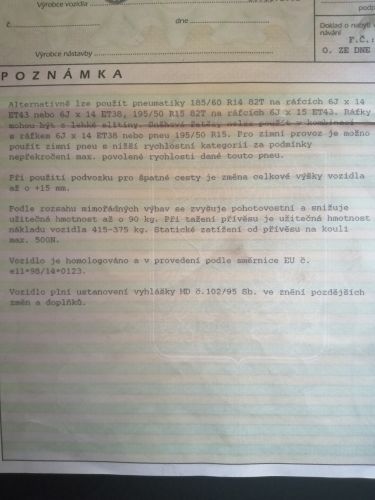 Výrobce vozidla
podp
č.
dne
Doklad o nabytí
návání
F.Č.:
Výrobce nástavby
O. ZE DNE
POZNÁMKA
Alternativně lze použít pneumatiky 185/60 R14 82T na ráfcích 6J x 14
ET43 nebo 6J x 14 ET38, 195/50 R15 82T na ráfcích 6J x 15 ET43. Ráfky
mohou být z lehké slitiny. Sněhové řetězy nelze použít v kombinaci
s ráfkem 6J x 14 ET38 nebo pneu 195/50 R15. Pro zimní provoz je možno
použít zimní pneu s nižší rychlostní kategorií za podmínky
nepřekročení max. povolené rychlosti dané touto pneu.
Při použití podvozku pro špatné cesty je změna celkové výšky vozidla
až o +15 mm.
Podle rozsahu mimořádných výbav se zvyšuje pohotovostní a snižuje
užitečná hmotnost až o 90 kg. Při tažení přívěsu je užitečná hmotnost
nákladu vozidla 415-375 kg. Statické zatížení od přívěsu na kouli
max. 500N.
Vozidlo je homologováno a v provedení podle směrnice EU č.
e11*98/14*0123.
Vozidlo plní ustanovení vyhlášky MD č.102/95 Sb. ve znění pozdějších
změn a doplňků.